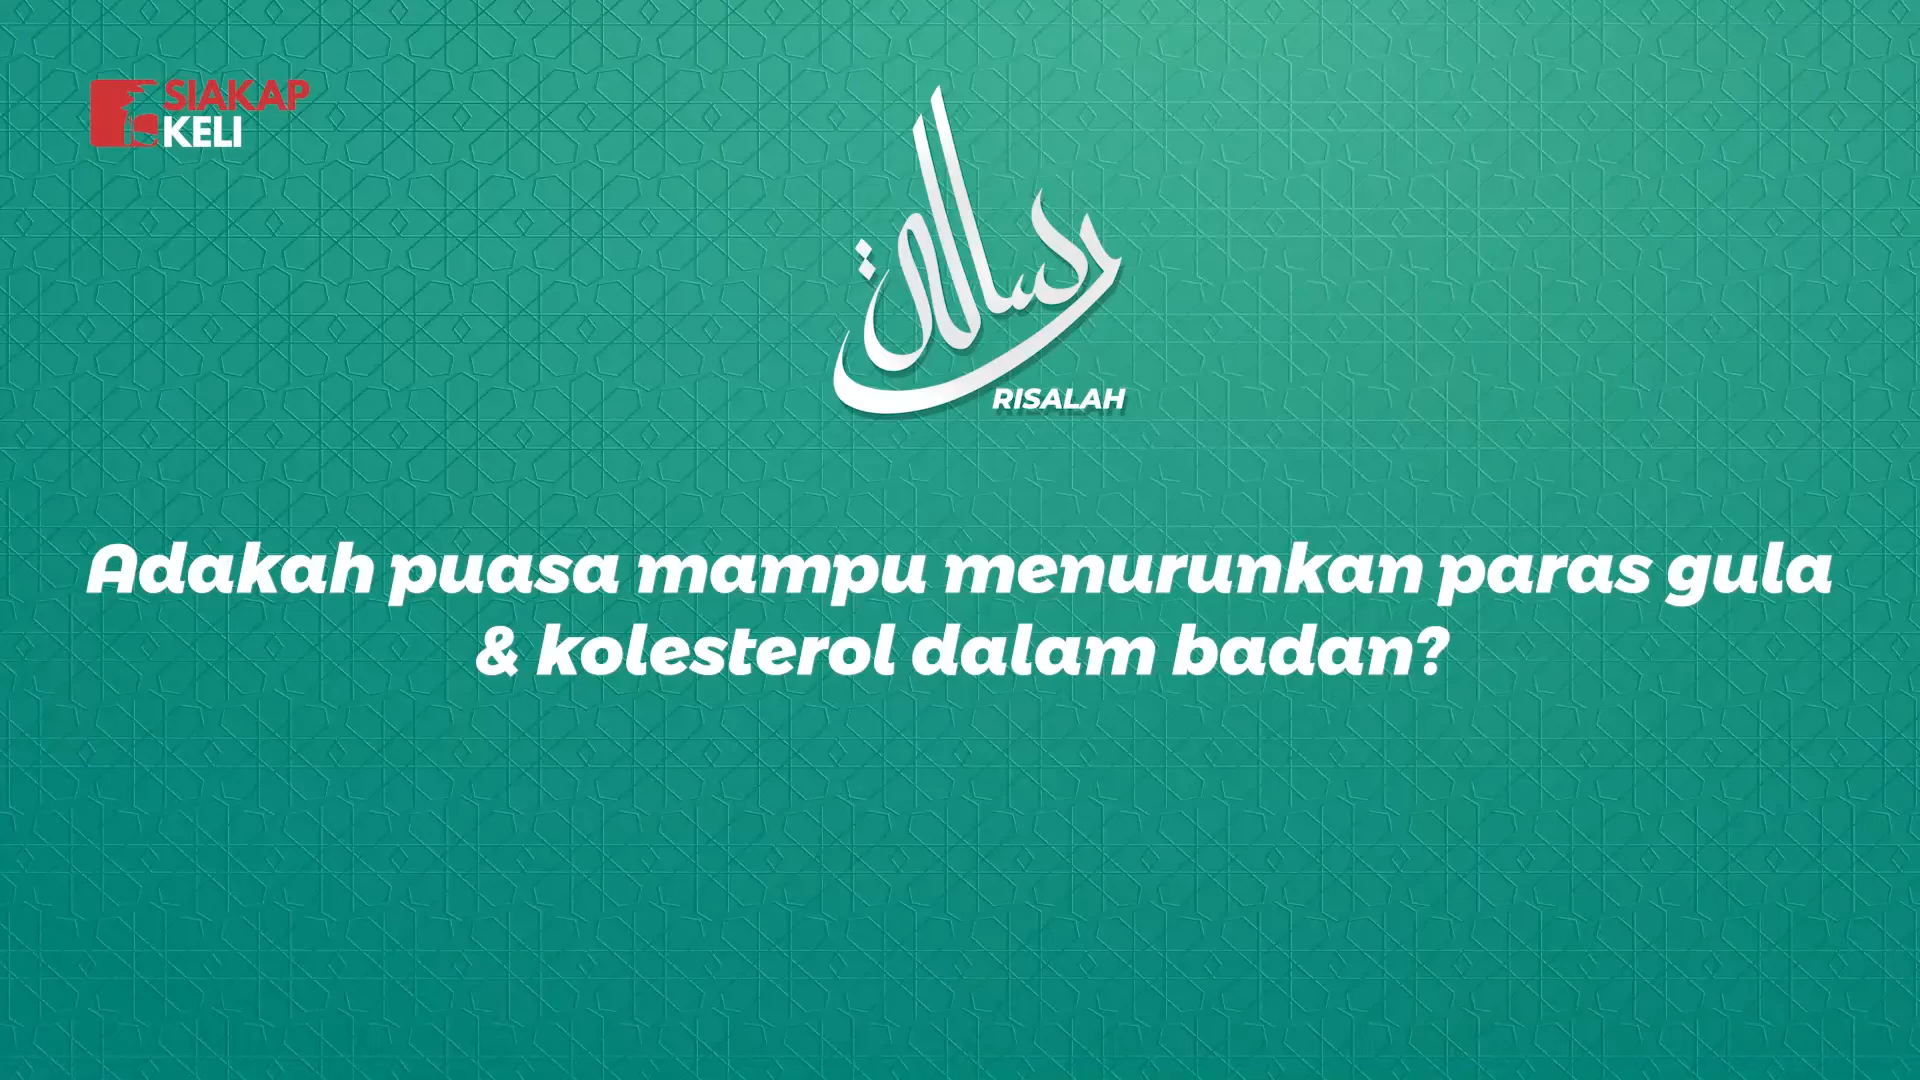 SIAKAP
KELI
رسالة
RISALAH
Adakah puasa mampu menurunkan paras gula
& kolesterol dalam badan?